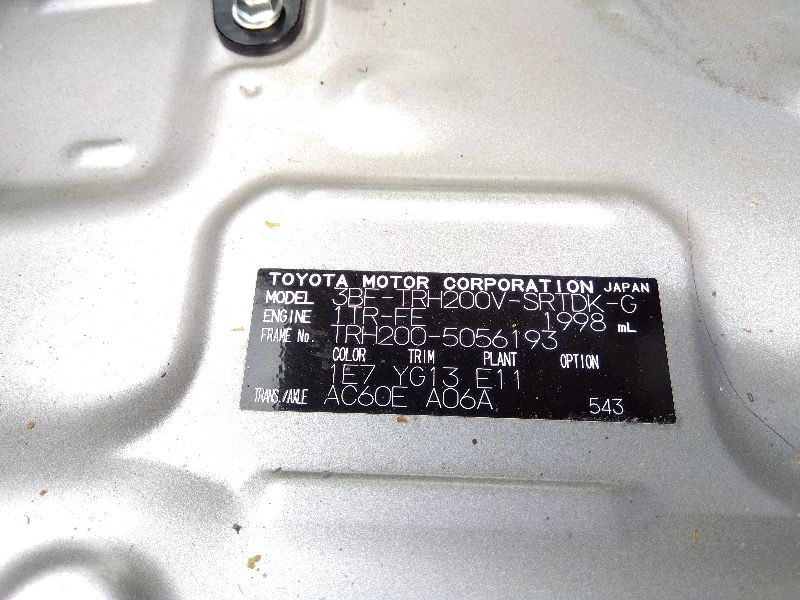 TOYOTA MOTOR CORPORATION JAPAN
MODEL 3BF-TRH200V-SRTDK-G
ENGINE 1TR-FE 1998 mL
FRAME No. TRH200-5056193
COLOR TRIM PLANT OPTION
1E7 YG13 E11
TRANS./AXLE AC60E A06A 543